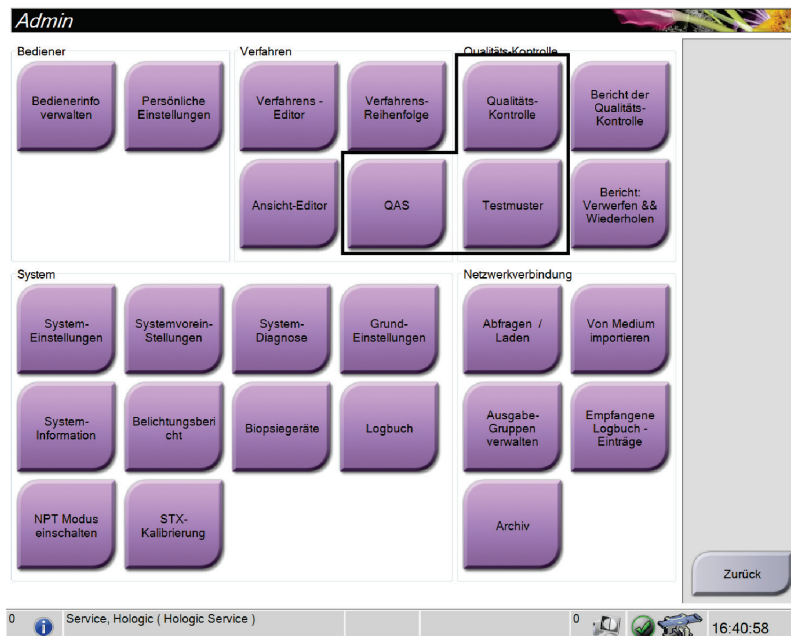 Admin
Bediener
Verfahren
Qualitäts-Kontrolle
Bedienerinfo
verwalten
Persönliche
Einstellungen
Verfahrens -
Editor
Verfahrens-
Reihenfolge
Qualitäts-
Kontrolle
Bericht der
Qualitäts-
Kontrolle
Ansicht-Editor
QAS
Testmuster
Bericht:
Verwerfen &&
Wiederholen
System
Netzwerkverbindung
System-
Einstellungen
Systemvorein-
Stellungen
System-
Diagnose
Grund-
Einstellungen
Abfragen /
Laden
Von Medium
importieren
System-
Information
Belichtungsberi
cht
Biopsiegeräte
Logbuch
Ausgabe-
Gruppen
verwalten
Empfangene
Logbuch -
Einträge
NPT Modus
einschalten
STX-
Kalibrierung
Archiv
Zurück
0
Service, Hologic ( Hologic Service )
0
16:40:58